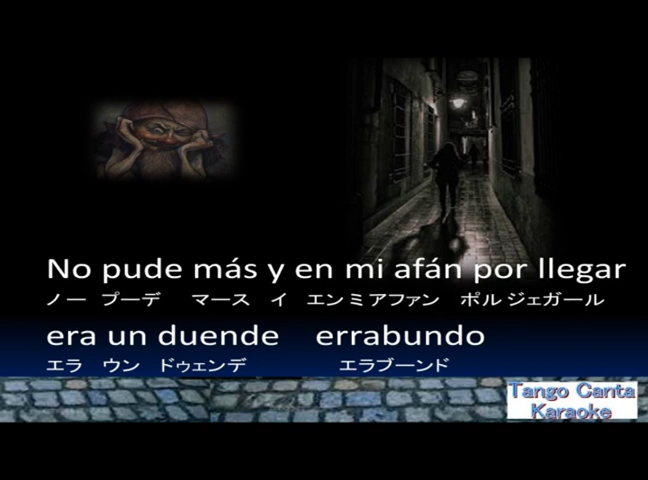 No pude más y en mi afán por llegar
ノー プーデ マース イ エンミアファン ポルジェガール
era un duende errabundo
エラ ウン ドゥェンデ エラブーンド
Tango Canta
Karaoke